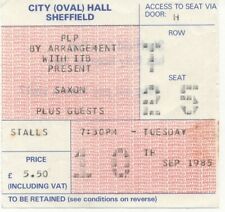 CITY (OVAL) HALL
SHEFFIELD
ACCESS TO SEAT VIA
DOOR: H
ROW
T
PLP
BY ARRANGEMENT
WITH ITB
PRESENT
SAXON
PLUS GUESTS
SEAT
25
STALLS 7:30PM - TUESDAY
PRICE
£ 5.50
(INC V.A.T.)
10 TH SEP 1985
TO BE RETAINED (see conditions on reverse)